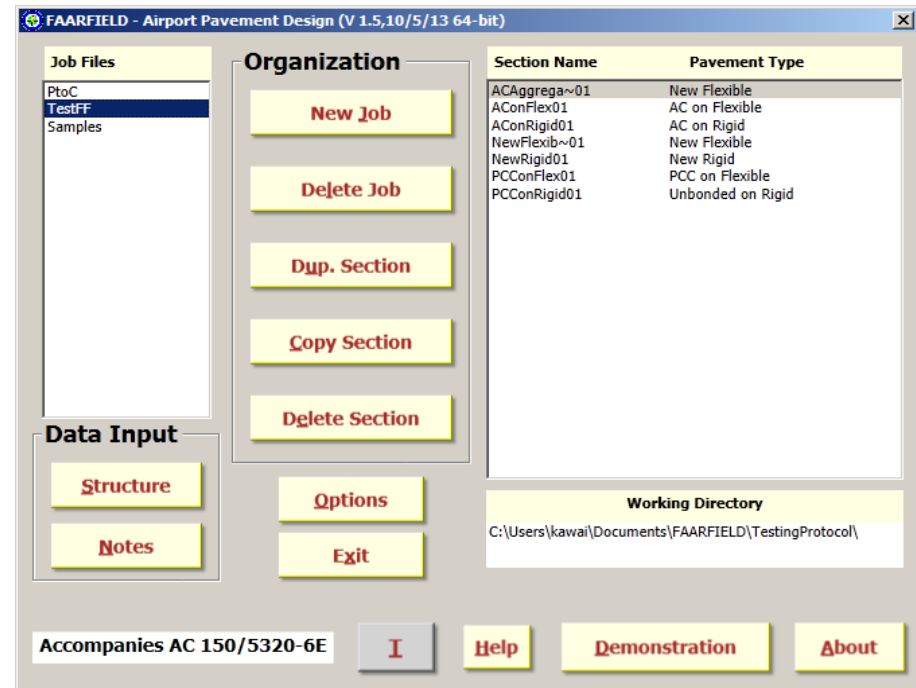 FAARFIELD - Airport Pavement Design (V 1.5,10/5/13 64-bit)
Job Files
PtoC
TestFF
Samples
Organization
New Job
Delete Job
Dup. Section
Copy Section
Delete Section
Section Name Pavement Type
ACAggrega~01 New Flexible
AConFlex01 AC on Flexible
AConRigid01 AC on Rigid
NewFlexib~01 New Flexible
NewRigid01 New Rigid
PCConFlex01 PCC on Flexible
PCConRigid01 Unbonded on Rigid
Data Input
Structure
Notes
Options
Exit
Working Directory
C:\Users\kawai\Documents\FAARFIELD\TestingProtocol\
Accompanies AC 150/5320-6E
I
Help
Demonstration
About